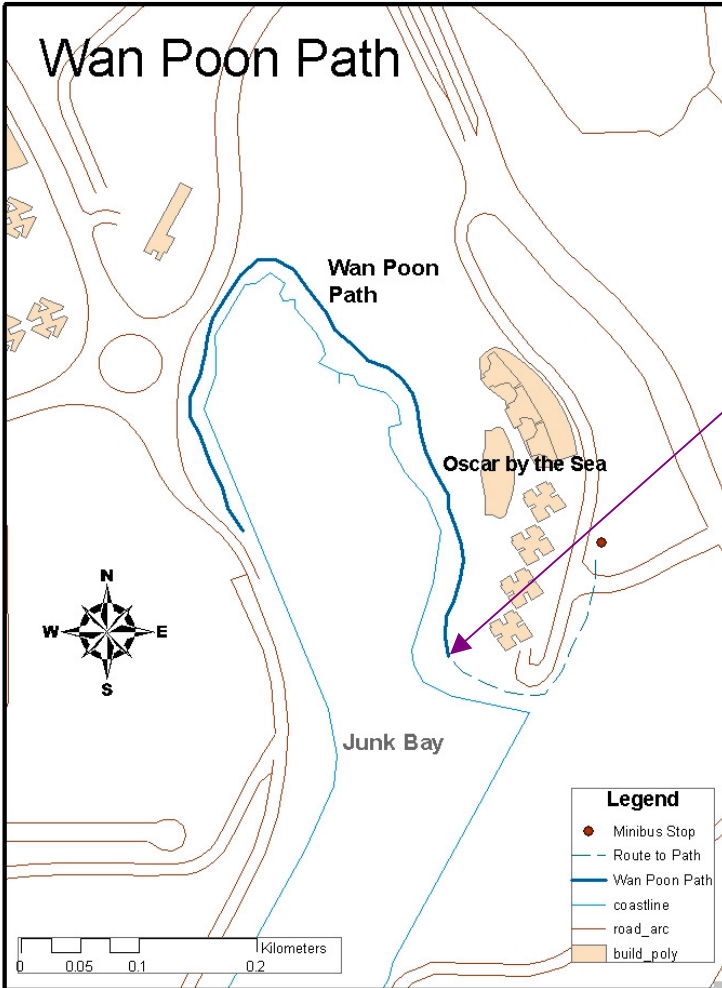 Wan Poon Path
Wan Poon
Path
Oscar by the Sea
N
W
E
S
Junk Bay
Legend
Minibus Stop
Route to Path
Wan Poon Path
coastline
road_arc
build_poly
Kilometers
0 0.05 0.1 0.2